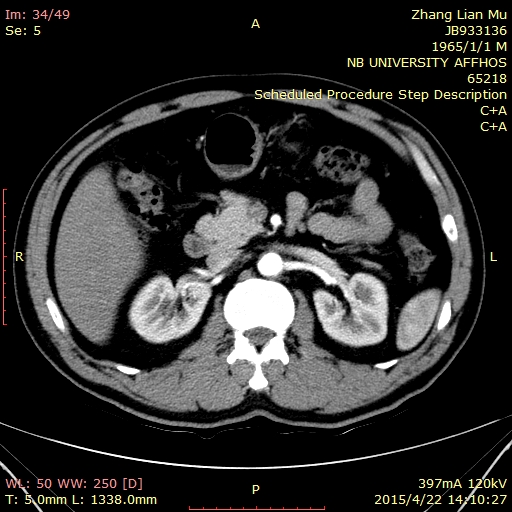 Im: 34/49
Se: 5
A
Zhang Lian Mu
JB933136
1965/1/1 M
NB UNIVERSITY AFFHOS
65218
Scheduled Procedure Step Description
C+A
C+A
R
L
WL: 50 WW: 250 [D]
T: 5.0mm L: 1338.0mm
P
397mA 120kV
2015/4/22 14:10:27